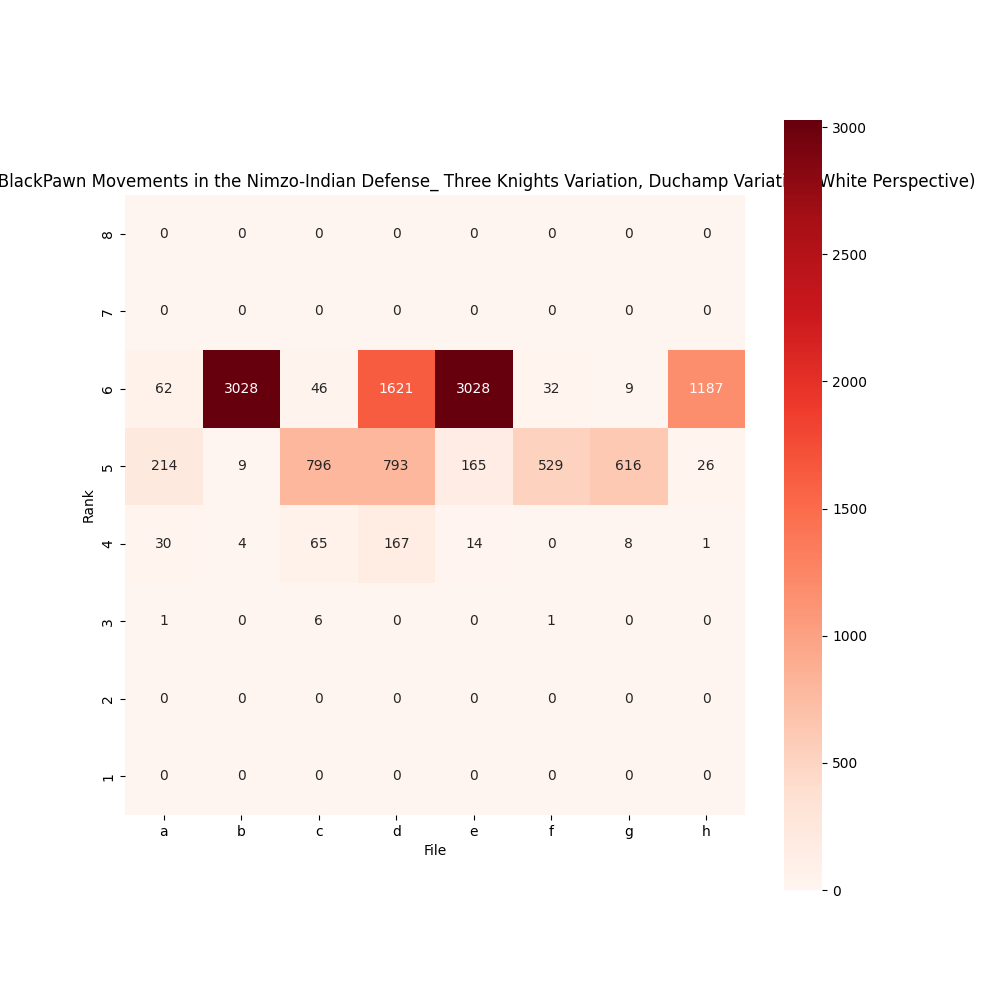 3000
BlackPawn Movements in the Nimzo-Indian Defense_ Three Knights Variation, Duchamp Variati White Perspective)
8 0 0 0 0 0 0 0 0
2500
7 0 0 0 0 0 0 0 0
6 62 3028 46 1621 3028 32 9 1187
2000
5 214 9 796 793 165 529 616 26
1500
Rank
4 30 4 65 167 14 0 8 1
3 1 0 6 0 0 1 0 0
1000
2 0 0 0 0 0 0 0 0
500
1 0 0 0 0 0 0 0 0
a b c d e f g h
File
0